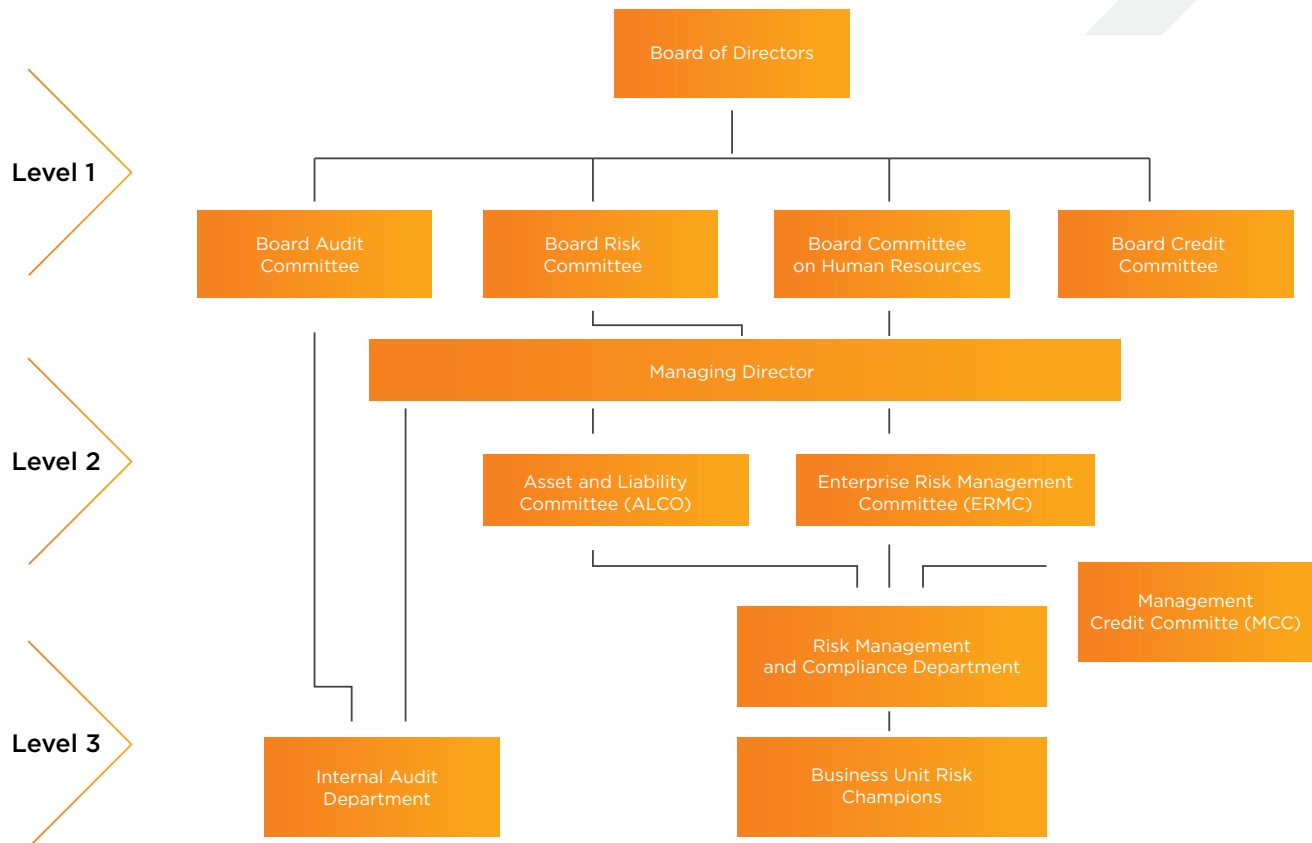 Board of Directors
Level 1
Board Audit
Committee
Board Risk
Committee
Board Committee
on Human Resources
Board Credit
Committee
Managing Director
Level 2
Asset and Liability
Committee (ALCO)
Enterprise Risk Management
Committee (ERMC)
Management
Credit Committe (MCC)
Risk Management
and Compliance Department
Level 3
Internal Audit
Department
Business Unit Risk
Champions